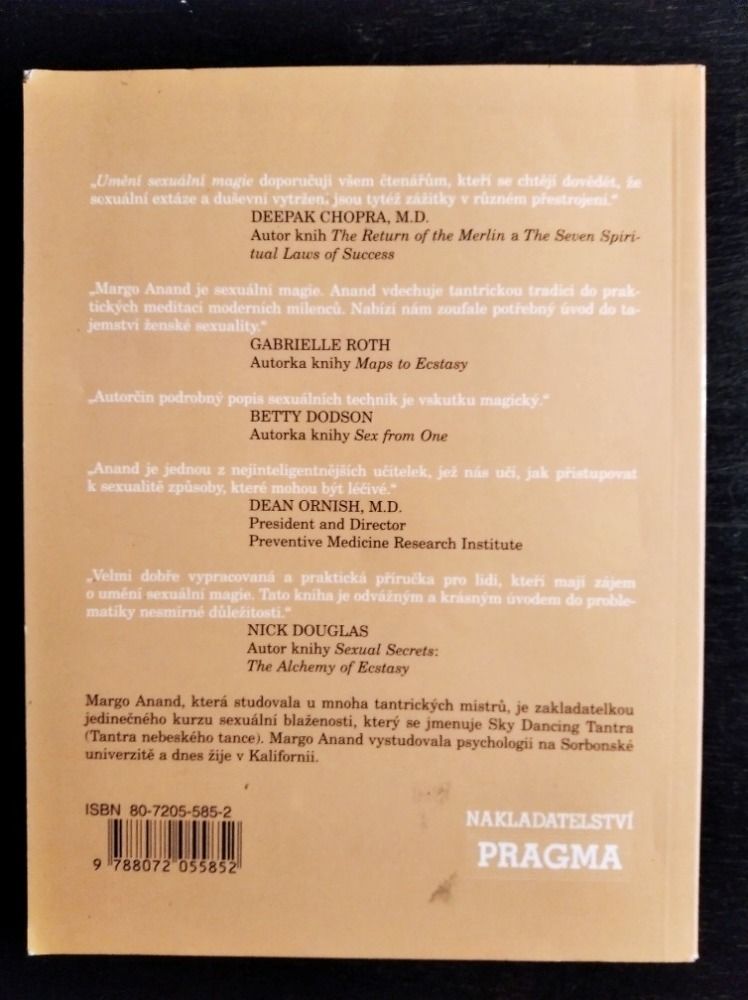 „Umění sexuální magie doporučuji všem čtenářům, kteří se chtějí dovědět, že
sexuální extáze a duševní vytržení jsou tytéž zážitky v různém přestrojení.“
DEEPAK CHOPRA, M.D.
Autor knih The Return of the Merlin a The Seven Spiri-
tual Laws of Success
„Margo Anand je sexuální magie. Anand vdechuje tantrickou tradici do prak-
tických meditací moderních milenců. Nabízí nám zoufale potřebný úvod do ta-
jemství ženské sexuality.“
GABRIELLE ROTH
Autorka knihy Maps to Ecstasy
„Autorčin podrobný popis sexuálních technik je vskutku magický.“
BETTY DODSON
Autorka knihy Sex from One
„Anand je jednou z nejinteligentnějších učitelek, jež nás učí, jak přistupovat
k sexualitě způsoby, které mohou být léčivé.“
DEAN ORNISH, M.D.
President and Director
Preventive Medicine Research Institute
„Velmi dobře vypracovaná a praktická příručka pro lidi, kteří mají zájem
o umění sexuální magie. Tato kniha je odvážným a krásným úvodem do proble-
matiky nesmírné důležitosti.“
NICK DOUGLAS
Autor knihy Sexual Secrets:
The Alchemy of Ecstasy
Margo Anand, která studovala u mnoha tantrických mistrů, je zakladatelkou
jedinečného kurzu sexuální blaženosti, který se jmenuje Sky Dancing Tantra
(Tantra nebeského tance). Margo Anand vystudovala psychologii na Sorbonské
univerzitě a dnes žije v Kalifornii.
ISBN 80-7205-585-2
9 788072 055852
NAKLADATELSTVÍ
PRAGMA